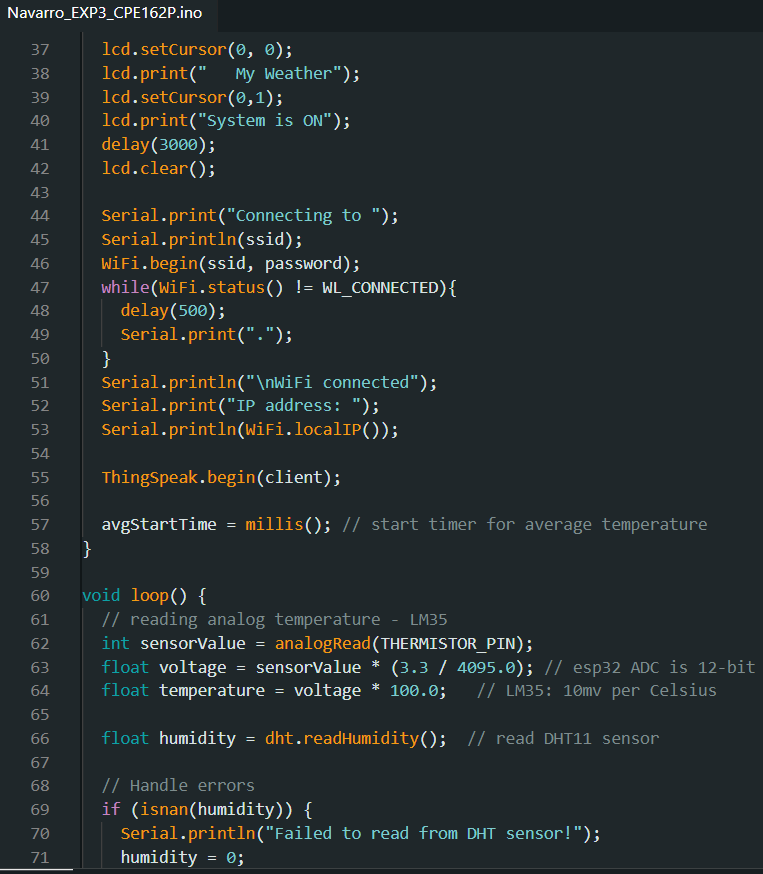 Navarro_EXP3_CPE162P.ino
37 lcd.setCursor(0, 0);
38 lcd.print("   My Weather");
39 lcd.setCursor(0,1);
40 lcd.print("System is ON");
41 delay(3000);
42 lcd.clear();
43
44 Serial.print("Connecting to ");
45 Serial.println(ssid);
46 WiFi.begin(ssid, password);
47 while(WiFi.status() != WL_CONNECTED){
48 delay(500);
49 Serial.print(".");
50 }
51 Serial.println("\nWiFi connected");
52 Serial.print("IP address: ");
53 Serial.println(WiFi.localIP());
54
55 ThingSpeak.begin(client);
56
57 avgStartTime = millis(); // start timer for average temperature
58 }
59
60 void loop() {
61 // reading analog temperature - LM35
62 int sensorValue = analogRead(THERMISTOR_PIN);
63 float voltage = sensorValue * (3.3 / 4095.0); // esp32 ADC is 12-bit
64 float temperature = voltage * 100.0;   // LM35: 10mv per Celsius
65
66 float humidity = dht.readHumidity();  // read DHT11 sensor
67
68 // Handle errors
69 if (isnan(humidity)) {
70 Serial.println("Failed to read from DHT sensor!");
71 humidity = 0;